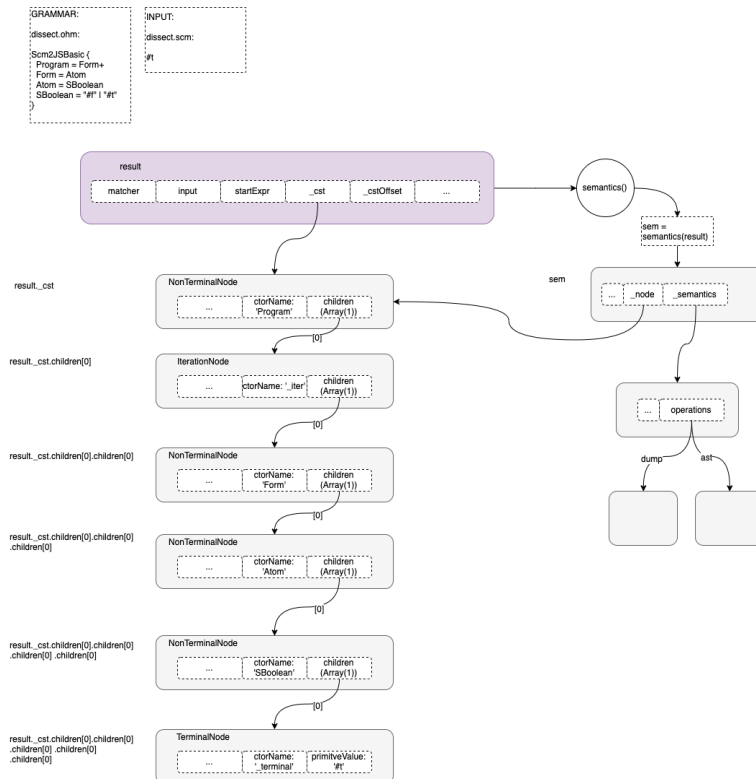 GRAMMAR:
dissect.ohm:
Scm2JSBasic {
Program = Form+
Form = Atom
Atom = SBoolean
SBoolean = "#f" | "#t"
}
INPUT:
dissect.scm:
#t
result
matcher
input
startExpr
_cst
_cstOffset
...
semantics()
sem =
semantics(result)
result._cst
NonTerminalNode
...
ctorName:
'Program'
children
(Array(1))
sem
...
_node
_semantics
[0]
result._cst.children[0]
IterationNode
...
ctorName: '_iter'
children
(Array(1))
[0]
...
operations
dump
ast
result._cst.children[0].children[0]
NonTerminalNode
...
ctorName:
'Form'
children
(Array(1))
[0]
result._cst.children[0].children[0]
.children[0]
NonTerminalNode
...
ctorName:
'Atom'
children
(Array(1))
[0]
result._cst.children[0].children[0]
.children[0] .children[0]
NonTerminalNode
...
ctorName:
'SBoolean'
children
(Array(1))
[0]
result._cst.children[0].children[0]
.children[0] .children[0]
.children[0]
TerminalNode
...
ctorName:
'_terminal'
primitveValue:
'#t'